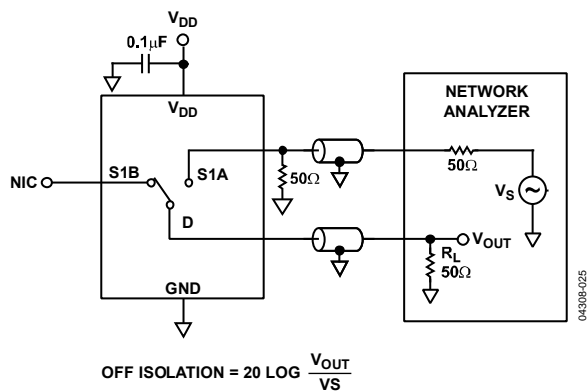 VDD
0.1μF
VDD
NETWORK
ANALYZER
S1B
S1A
NIC
50Ω
50Ω
VS
D
VOUT
RL
50Ω
GND
04308-025
OFF ISOLATION = 20 LOG VOUT
VS